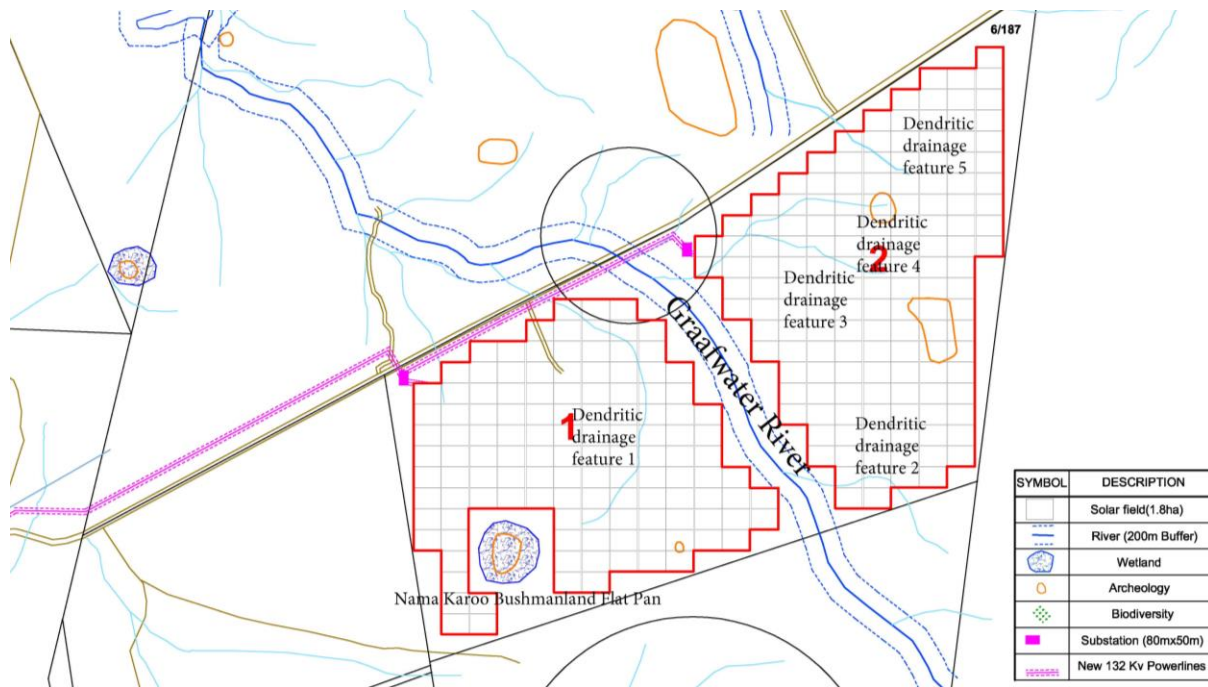 6/187
Dendritic
drainage
feature 5
Dendritic
drainage
feature 4
2
Dendritic
drainage
feature 3
Graafwater River
1
Dendritic
drainage
feature 1
Dendritic
drainage
feature 2
Nama Karoo Bushmanland Flat Pan
SYMBOL DESCRIPTION
Solar field(1.8ha)
River (200m Buffer)
Wetland
Archeology
Biodiversity
Substation (80mx50m)
New 132 Kv Powerlines